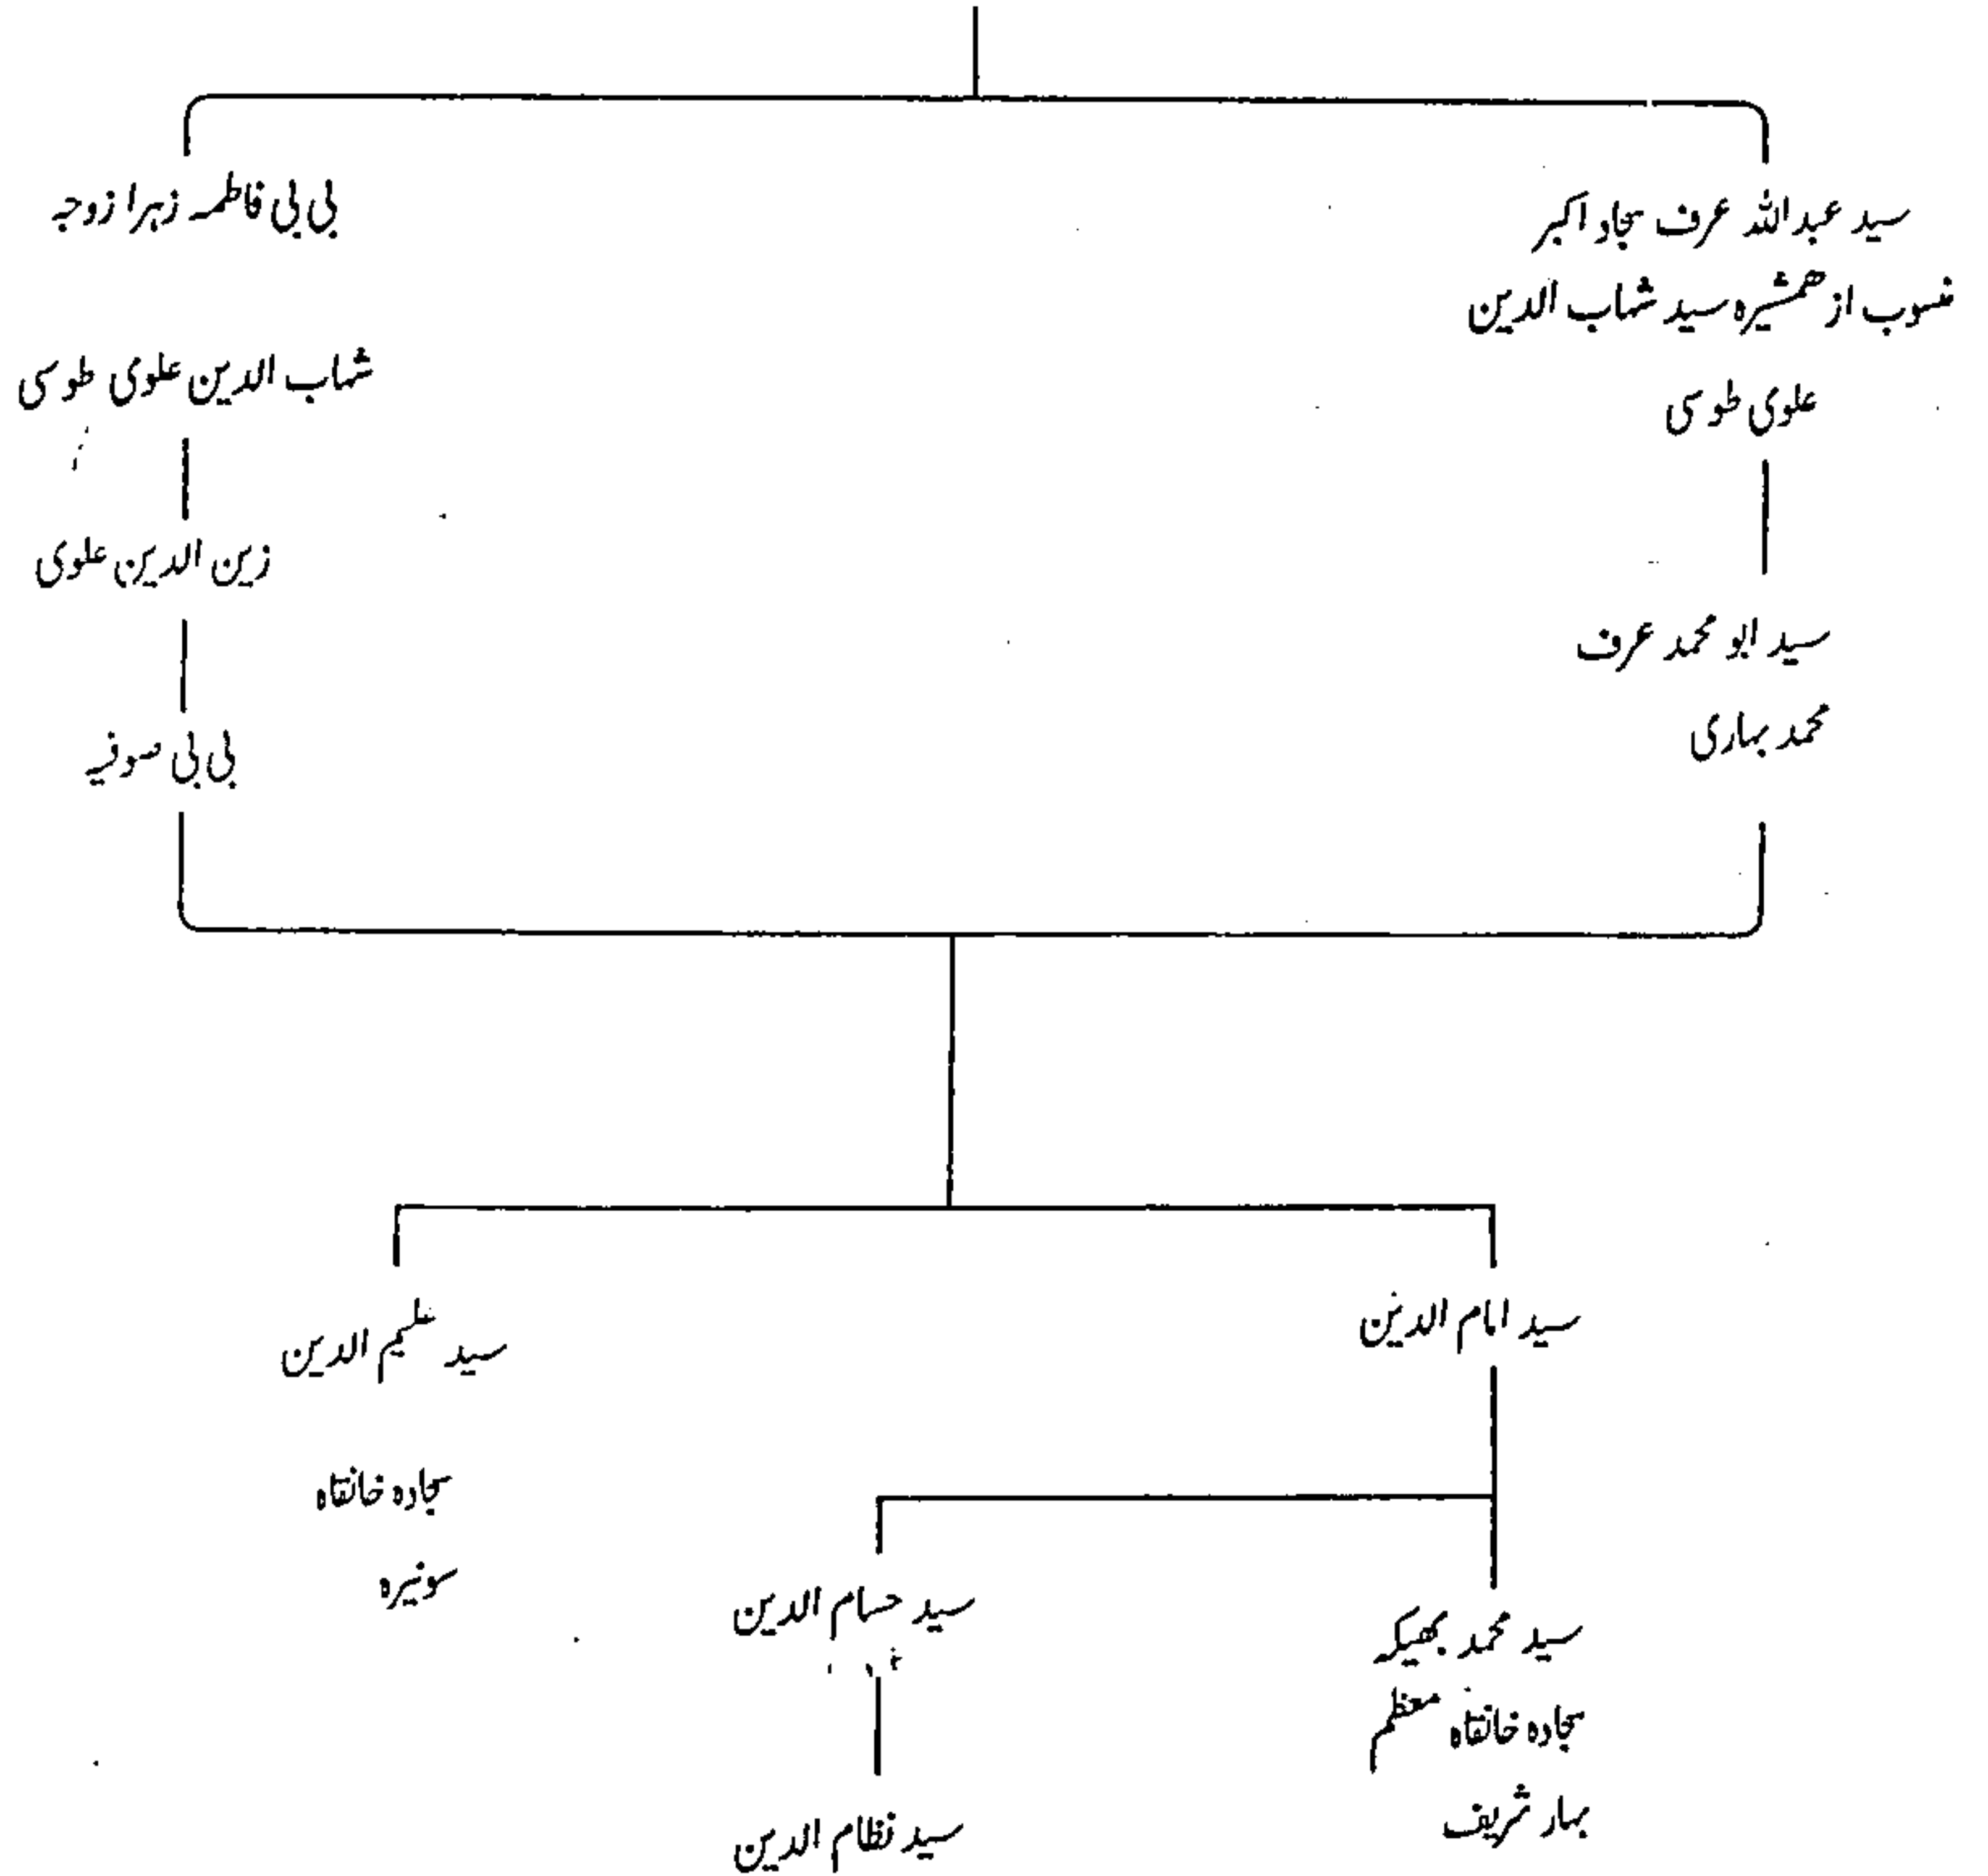 سید عبداللہ عرف سجاد اکبر
منسوب از همشیرہ سید شہاب الدین
علوی طوسی
سید ابو محمد عرف
محمد بہاری
بی بی فاطمہ زہرا زوجہ
شہاب الدین علوی طوسی
زین الدین علوی
بی بی صوفیہ
سید امام الدین
سید علیم الدین
سجادہ خانقاہ
سونیرہ
سید محمد بھیکہ
سجادہ خانقاہ معظم
بہار شریف
سید حسام الدین
سید نظام الدین